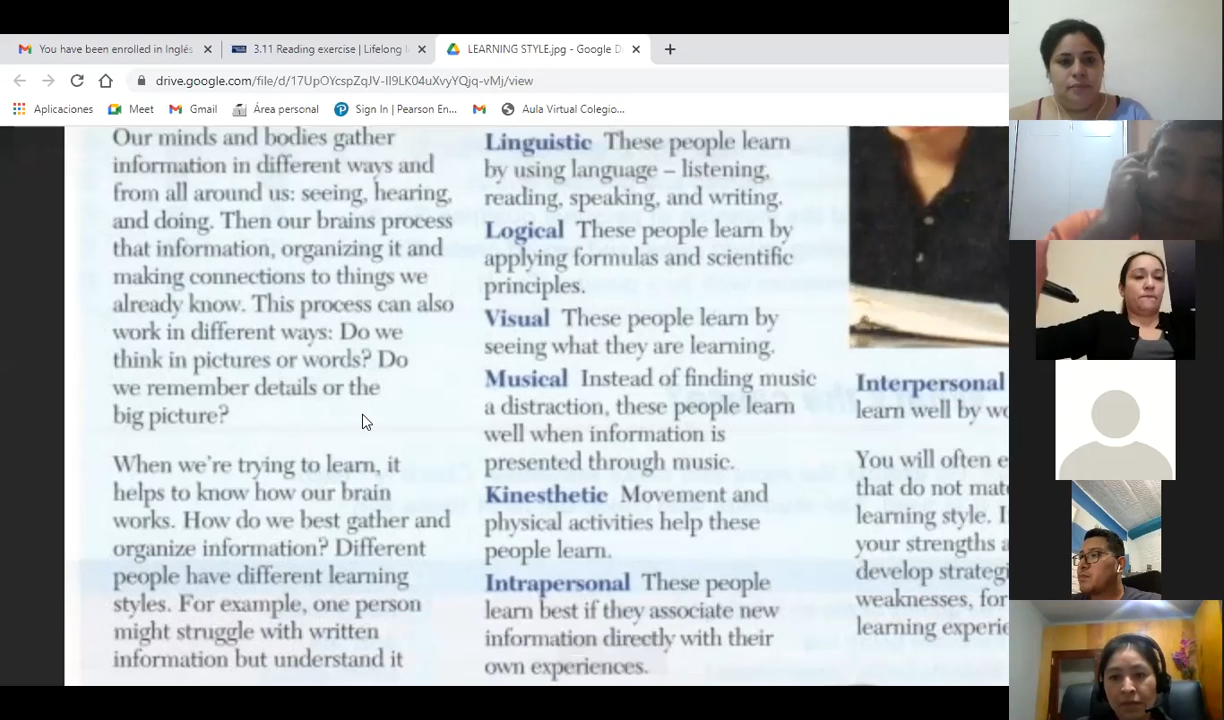 You have been enrolled in Inglés
3.11 Reading exercise | Lifelong
LEARNING STYLE.jpg - Google D
drive.google.com/file/d/17UpOYcspZqJV-Il9LK04uXvyYQjq-vMj/view
Aplicaciones
Meet
Gmail
Área personal
Sign In | Pearson En...
Aula Virtual Colegio...
Our minds and bodies gather
information in different ways and
from all around us: seeing, hearing,
and doing. Then our brains process
that information, organizing it and
making connections to things we
already know. This process can also
work in different ways: Do we
think in pictures or words? Do
we remember details or the
big picture?
When we're trying to learn, it
helps to know how our brain
works. How do we best gather and
organize information? Different
people have different learning
styles. For example, one person
might struggle with written
information but understand it
Linguistic These people learn
by using language – listening,
reading, speaking, and writing.
Logical These people learn by
applying formulas and scientific
principles.
Visual These people learn by
seeing what they are learning.
Musical Instead of finding music
a distraction, these people learn
well when information is
presented through music.
Kinesthetic Movement and
physical activities help these
people learn.
Intrapersonal These people
learn best if they associate new
information directly with their
own experiences.
Interpersonal
learn well by wo
You will often e
that do not mat
learning style. I
your strengths a
develop strategi
weaknesses, for
learning experie